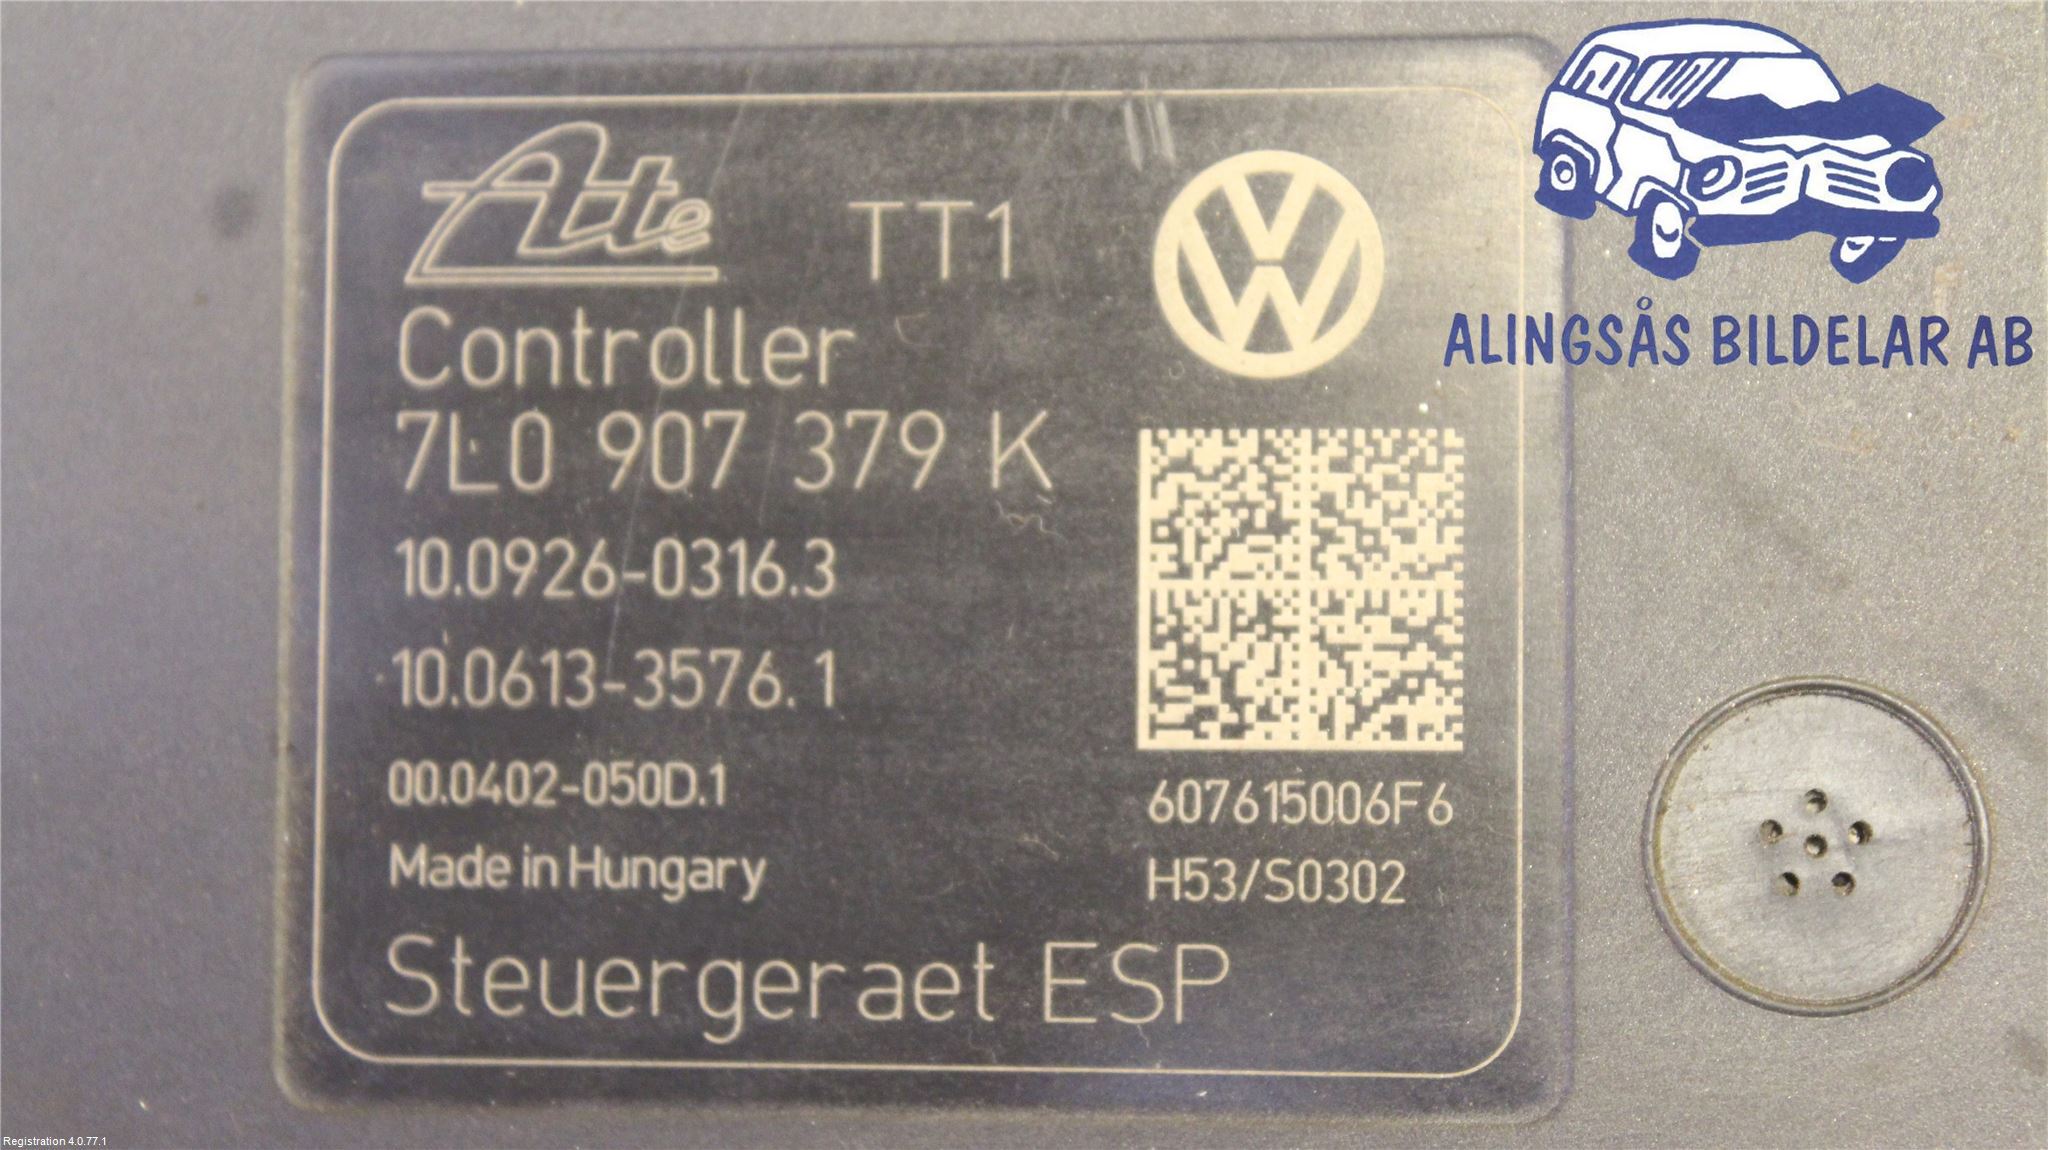 Ate TT1
Controller
7L0 907 379 K
10.0926-0316.3
10.0613-3576.1
00.0402-050D.1
Made in Hungary
Steuergeraet ESP
607615006F6
H53/S0302
ALINGSÅS BILDELAR AB
Registration 4.0.77.1